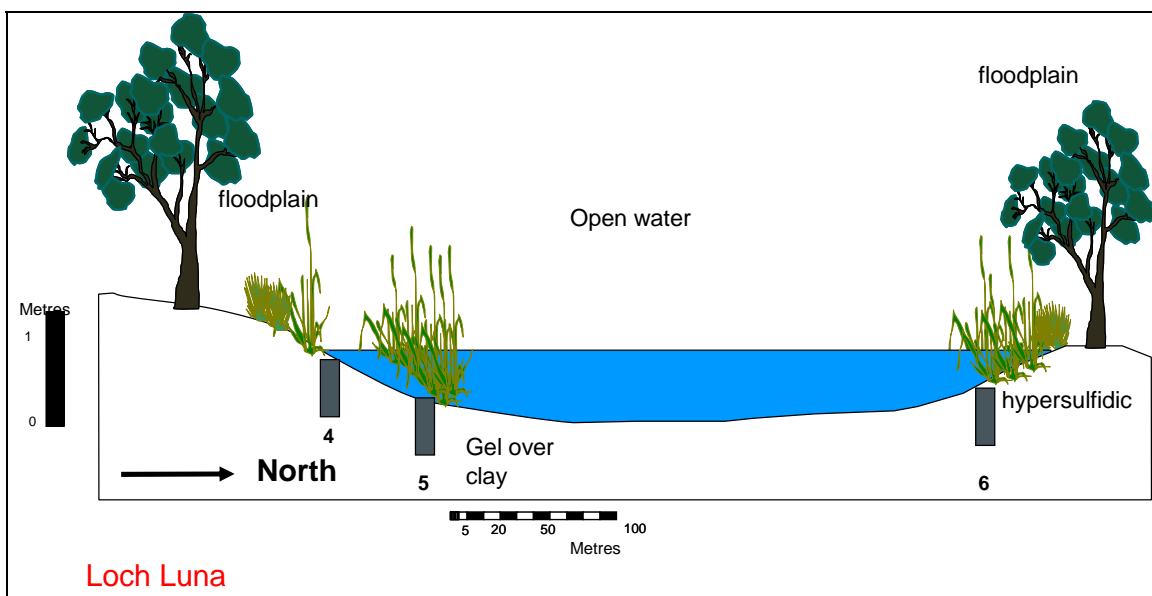 floodplain
floodplain
Open water
Metres
1
0
hypersulfidic
4
Gel over
clay
North
5
6
5 20 50 100
Metres
Loch Luna